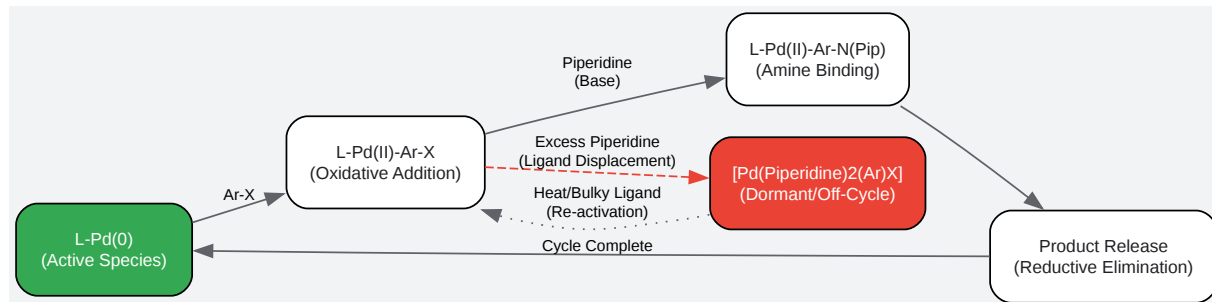 L-Pd(0)
(Active Species)
Ar-X
L-Pd(II)-Ar-X
(Oxidative Addition)
Piperidine
(Base)
L-Pd(II)-Ar-N(Pip)
(Amine Binding)
Excess Piperidine
(Ligand Displacement)
[Pd(Piperidine)2(Ar)X]
(Dormant/Off-Cycle)
Heat/Bulky Ligand
(Re-activation)
Cycle Complete
Product Release
(Reductive Elimination)